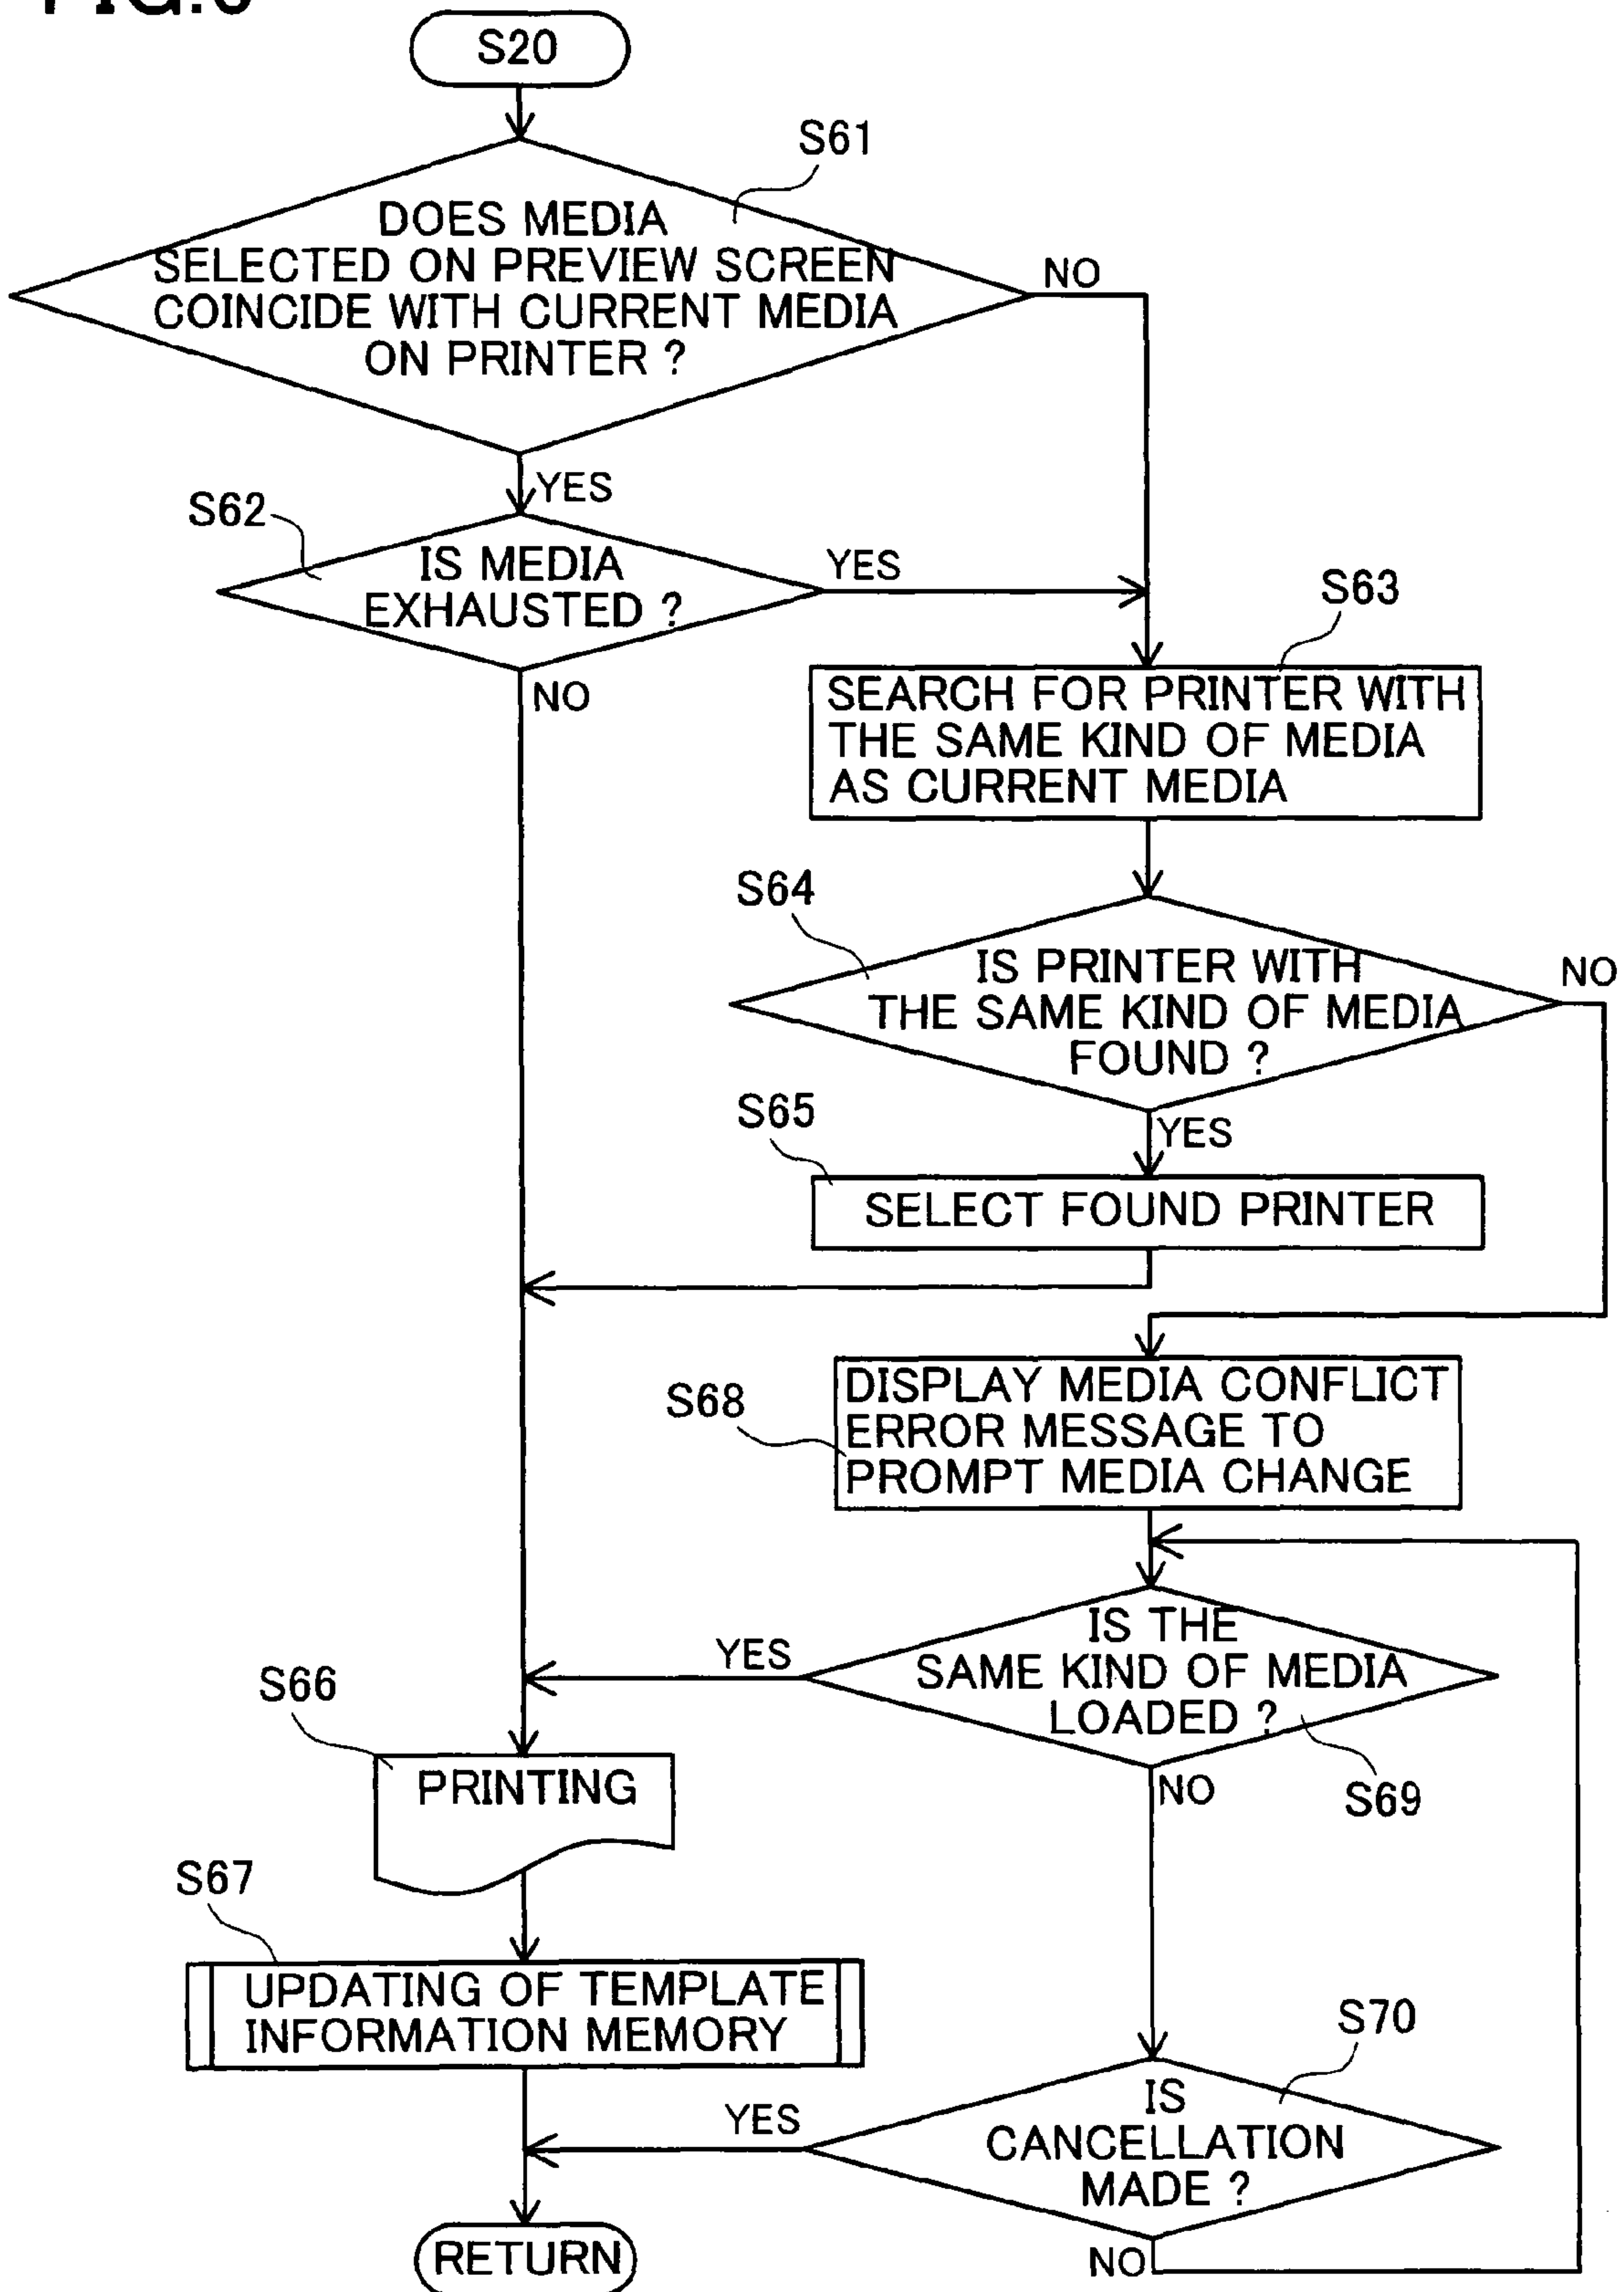 S20
S61
DOES MEDIA
SELECTED ON PREVIEW SCREEN
COINCIDE WITH CURRENT MEDIA
ON PRINTER ?
NO
YES
S62
IS MEDIA
EXHAUSTED ?
YES
NO
S63
SEARCH FOR PRINTER WITH
THE SAME KIND OF MEDIA
AS CURRENT MEDIA
S64
IS PRINTER WITH
THE SAME KIND OF MEDIA
FOUND ?
NO
YES
S65
SELECT FOUND PRINTER
S68
DISPLAY MEDIA CONFLICT
ERROR MESSAGE TO
PROMPT MEDIA CHANGE
IS THE
SAME KIND OF MEDIA
LOADED ?
YES
NO
S69
S66
PRINTING
S67
UPDATING OF TEMPLATE
INFORMATION MEMORY
S70
IS
CANCELLATION
MADE ?
YES
NO
RETURN